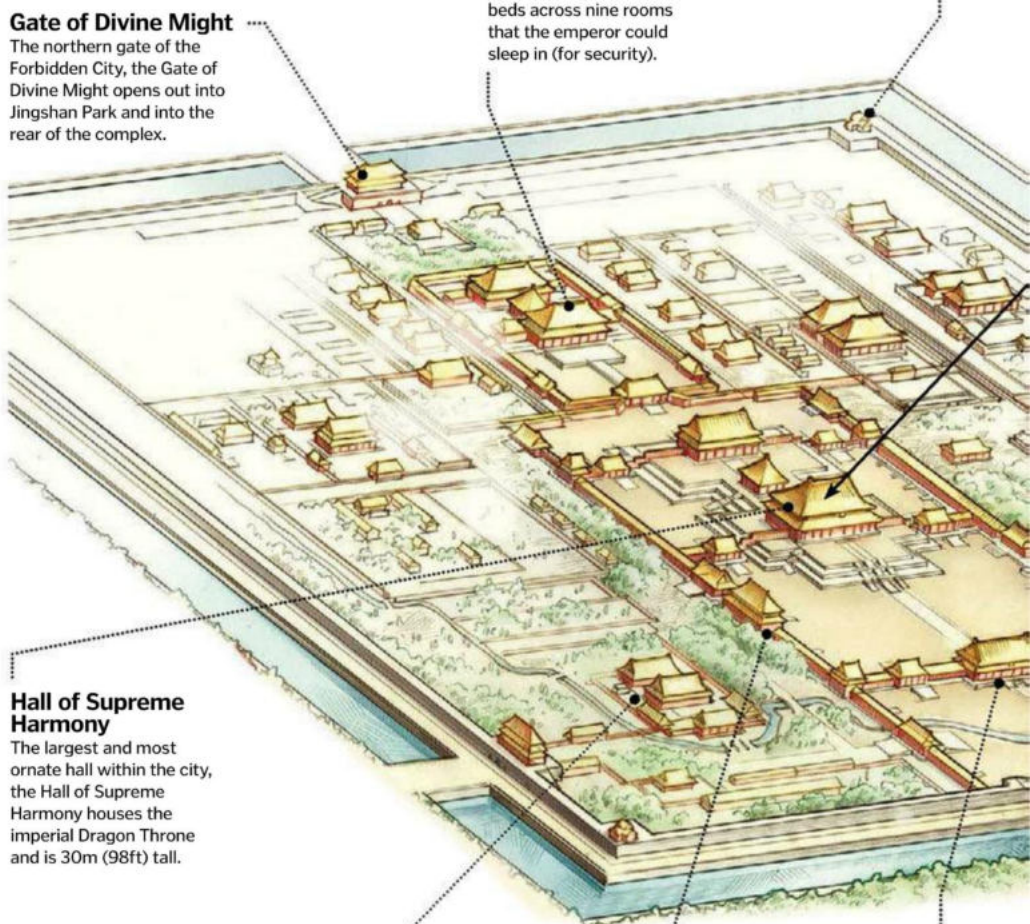 Gate of Divine Might
The northern gate of the
Forbidden City, the Gate of
Divine Might opens out into
Jingshan Park and into the
rear of the complex.
beds across nine rooms
that the emperor could
sleep in (for security).
Hall of Supreme
Harmony
The largest and most
ornate hall within the city,
the Hall of Supreme
Harmony houses the
imperial Dragon Throne
and is 30m (98ft) tall.